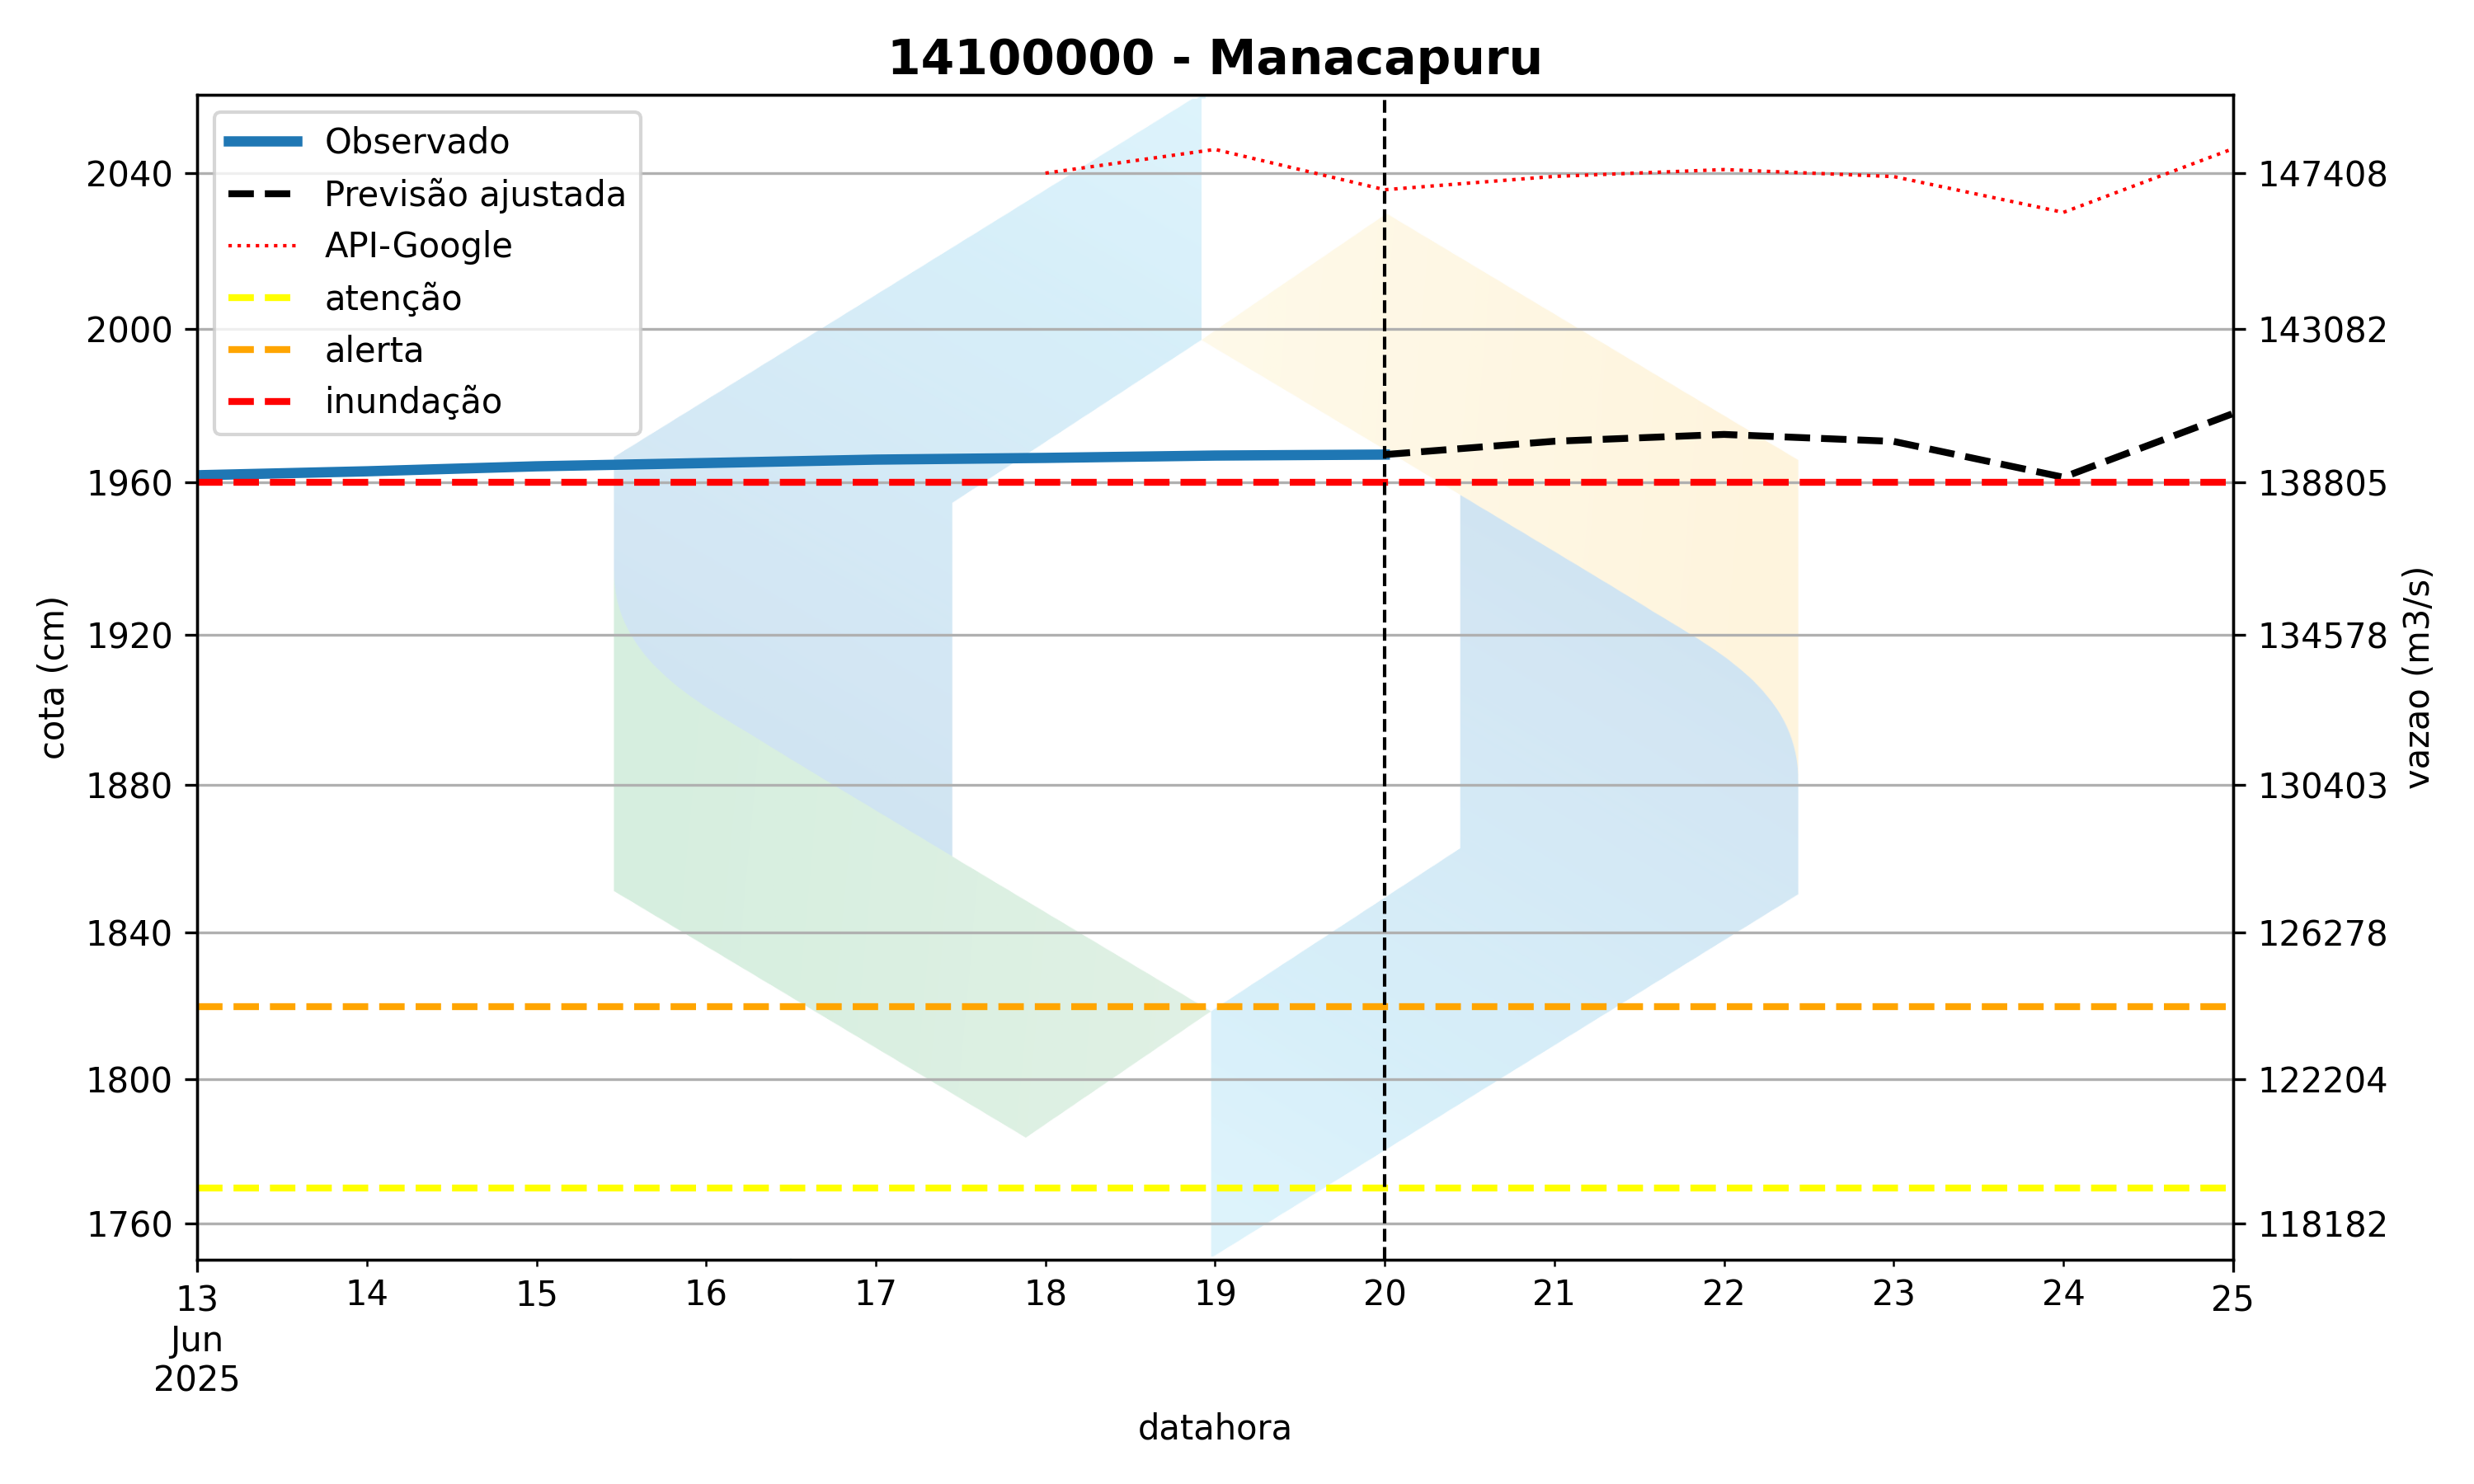 14100000 - Manacapuru
Observado
Previsão ajustada
API-Google
atenção
alerta
inundação
2040
2000
1960
1920
1880
1840
1800
1760
cota (cm)
147408
143082
138805
134578
130403
126278
122204
118182
vazao (m3/s)
13 14 15 16 17 18 19 20 21 22 23 24 25
Jun
2025
datahora